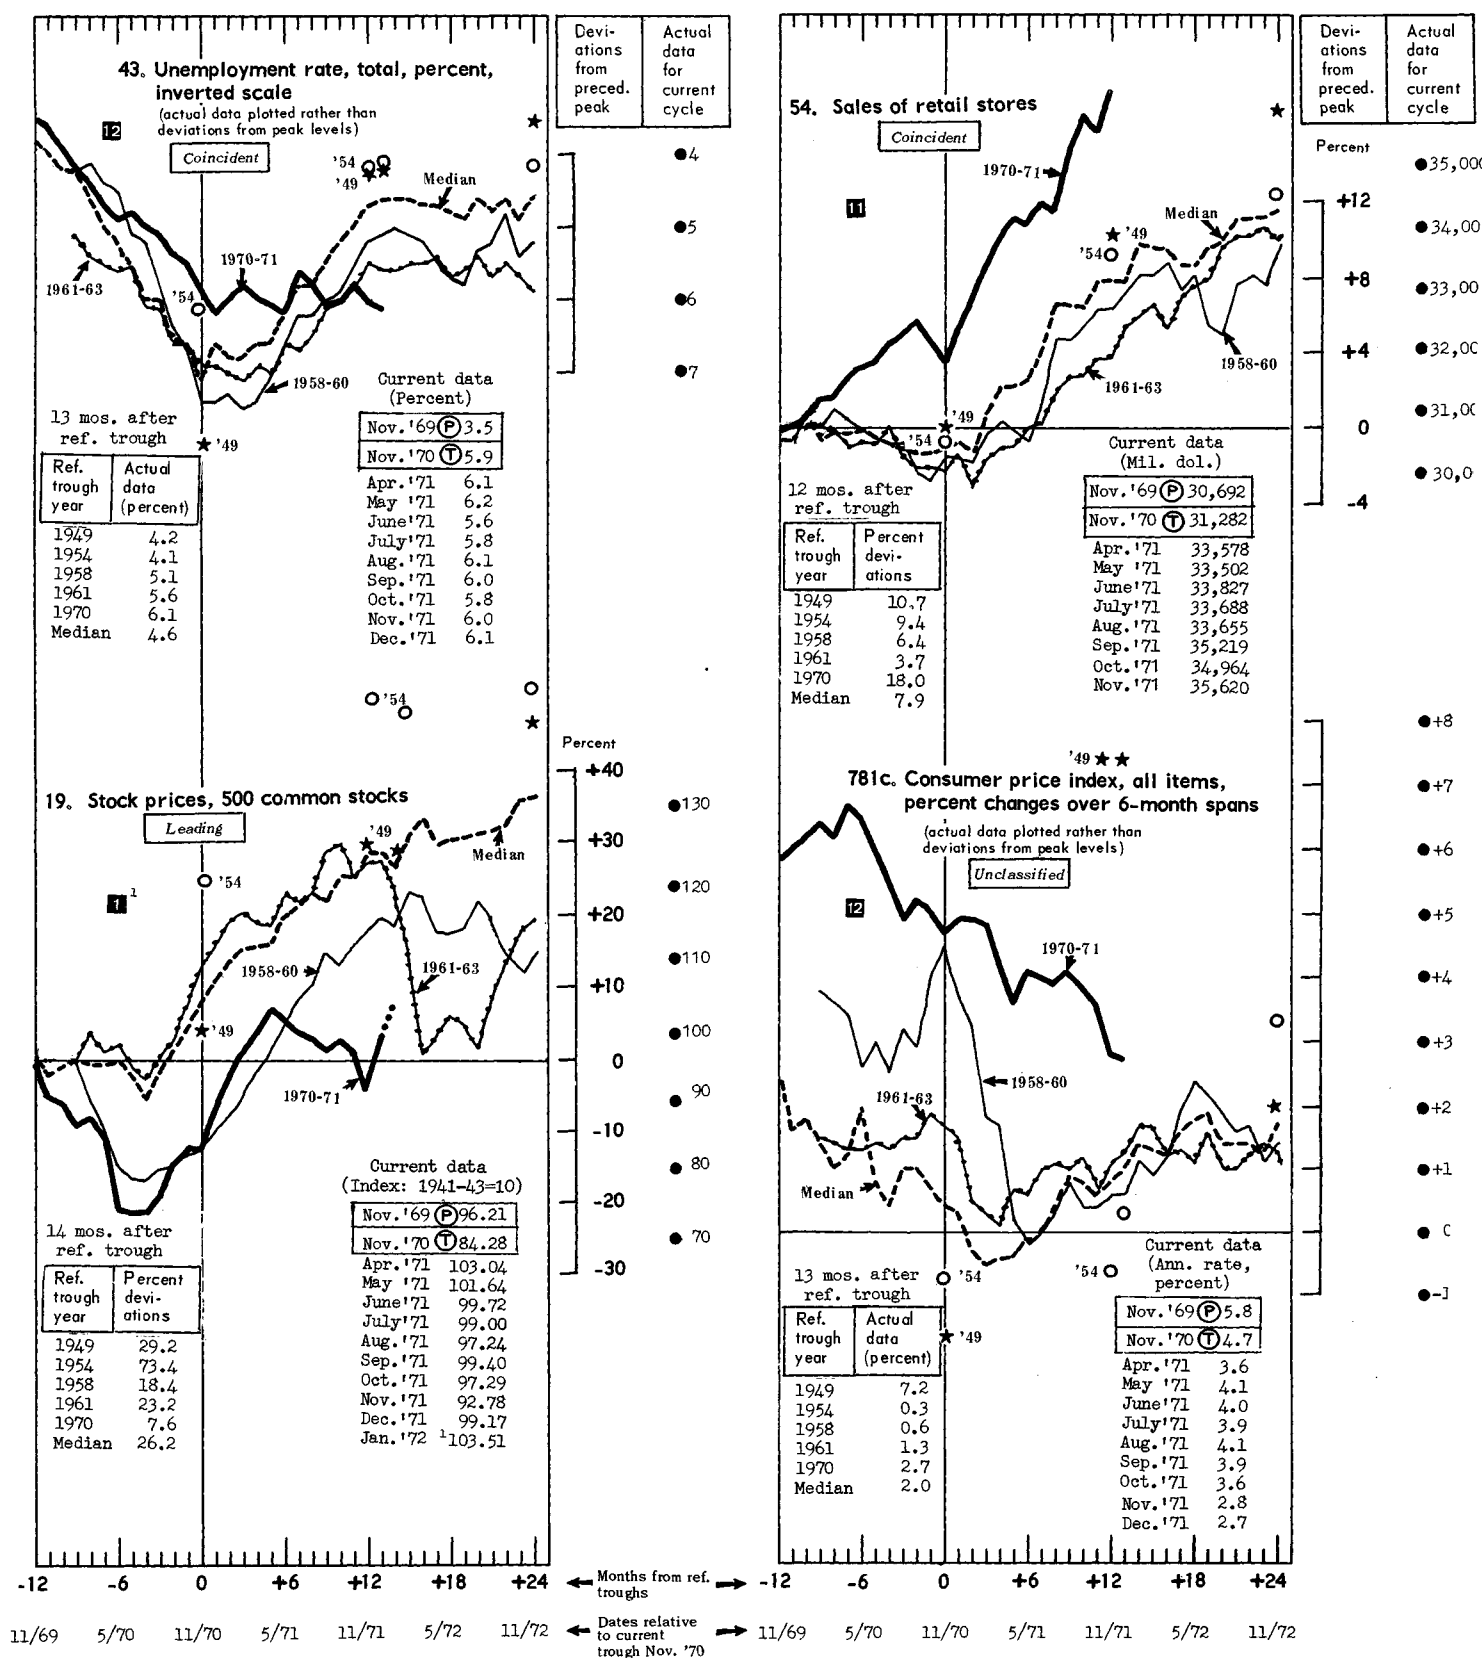 Devi-
ations
from
preced.
peak
Actual
data
for
current
cycle
43. Unemployment rate, total, percent,
inverted scale
(actual data plotted rather than
deviations from peak levels)
Coincident
12
'54
'49
Median
1970-71
1961-63
'54
1958-60
'49
4
5
6
7
13 mos. after
ref. trough
Ref. trough year
Actual data (percent)
1949 4.2
1954 4.1
1958 5.1
1961 5.6
1970 6.1
Median 4.6
Current data
(Percent)
Nov.'69 P 3.5
Nov.'70 T 5.9
Apr.'71 6.1
May '71 6.2
June'71 5.6
July'71 5.8
Aug.'71 6.1
Sep.'71 6.0
Oct.'71 5.8
Nov.'71 6.0
Dec.'71 6.1
19. Stock prices, 500 common stocks
Leading
1 1
'54
'49
Median
'54
1958-60
1961-63
'49
1970-71
Percent
+40
+30
+20
+10
0
-10
-20
-30
130
120
110
100
90
80
70
14 mos. after
ref. trough
Ref. trough year
Percent devi-ations
1949 29.2
1954 73.4
1958 18.4
1961 23.2
1970 7.6
Median 26.2
Current data
(Index: 1941-43=10)
Nov.'69 P 96.21
Nov.'70 T 84.28
Apr.'71 103.04
May '71 101.64
June'71 99.72
July'71 99.00
Aug.'71 97.24
Sep.'71 99.40
Oct.'71 97.29
Nov.'71 92.78
Dec.'71 99.17
Jan.'72 1103.51
-12 -6 0 +6 +12 +18 +24
11/69 5/70 11/70 5/71 11/71 5/72 11/72
Months from ref.
troughs
Dates relative
to current
trough Nov. '70
Devi-
ations
from
preced.
peak
Actual
data
for
current
cycle
54. Sales of retail stores
Coincident
11
1970-71
Median
'49
'54
1958-60
1961-63
'49
'54
Percent
+12
+8
+4
0
-4
35,000
34,00
33,00
32,00
31,00
30,0
12 mos. after
ref. trough
Ref. trough year
Percent devi-ations
1949 10.7
1954 9.4
1958 6.4
1961 3.7
1970 18.0
Median 7.9
Current data
(Mil. dol.)
Nov.'69 P 30,692
Nov.'70 T 31,282
Apr.'71 33,578
May '71 33,502
June'71 33,827
July'71 33,688
Aug.'71 33,655
Sep.'71 35,219
Oct.'71 34,964
Nov.'71 35,620
781c. Consumer price index, all items,
percent changes over 6-month spans
(actual data plotted rather than
deviations from peak levels)
Unclassified
12
'49
1970-71
1958-60
1961-63
Median
'54
'54
'49
+8
+7
+6
+5
+4
+3
+2
+1
-1
13 mos. after
ref. trough
Ref. trough year
Actual data (percent)
1949 7.2
1954 0.3
1958 0.6
1961 1.3
1970 2.7
Median 2.0
Current data
(Ann. rate,
percent)
Nov.'69 P 5.8
Nov.'70 T 4.7
Apr.'71 3.6
May '71 4.1
June'71 4.0
July'71 3.9
Aug.'71 4.1
Sep.'71 3.9
Oct.'71 3.6
Nov.'71 2.8
Dec.'71 2.7
-12 -6 0 +6 +12 +18 +24
11/69 5/70 11/70 5/71 11/71 5/72 11/72